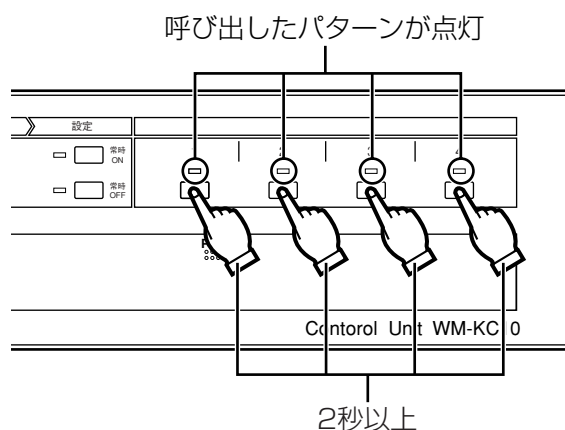 呼び出したパターンが点灯
設定
常時
ON
常時
OFF
Contorol Unit WM-KC 0
2秒以上